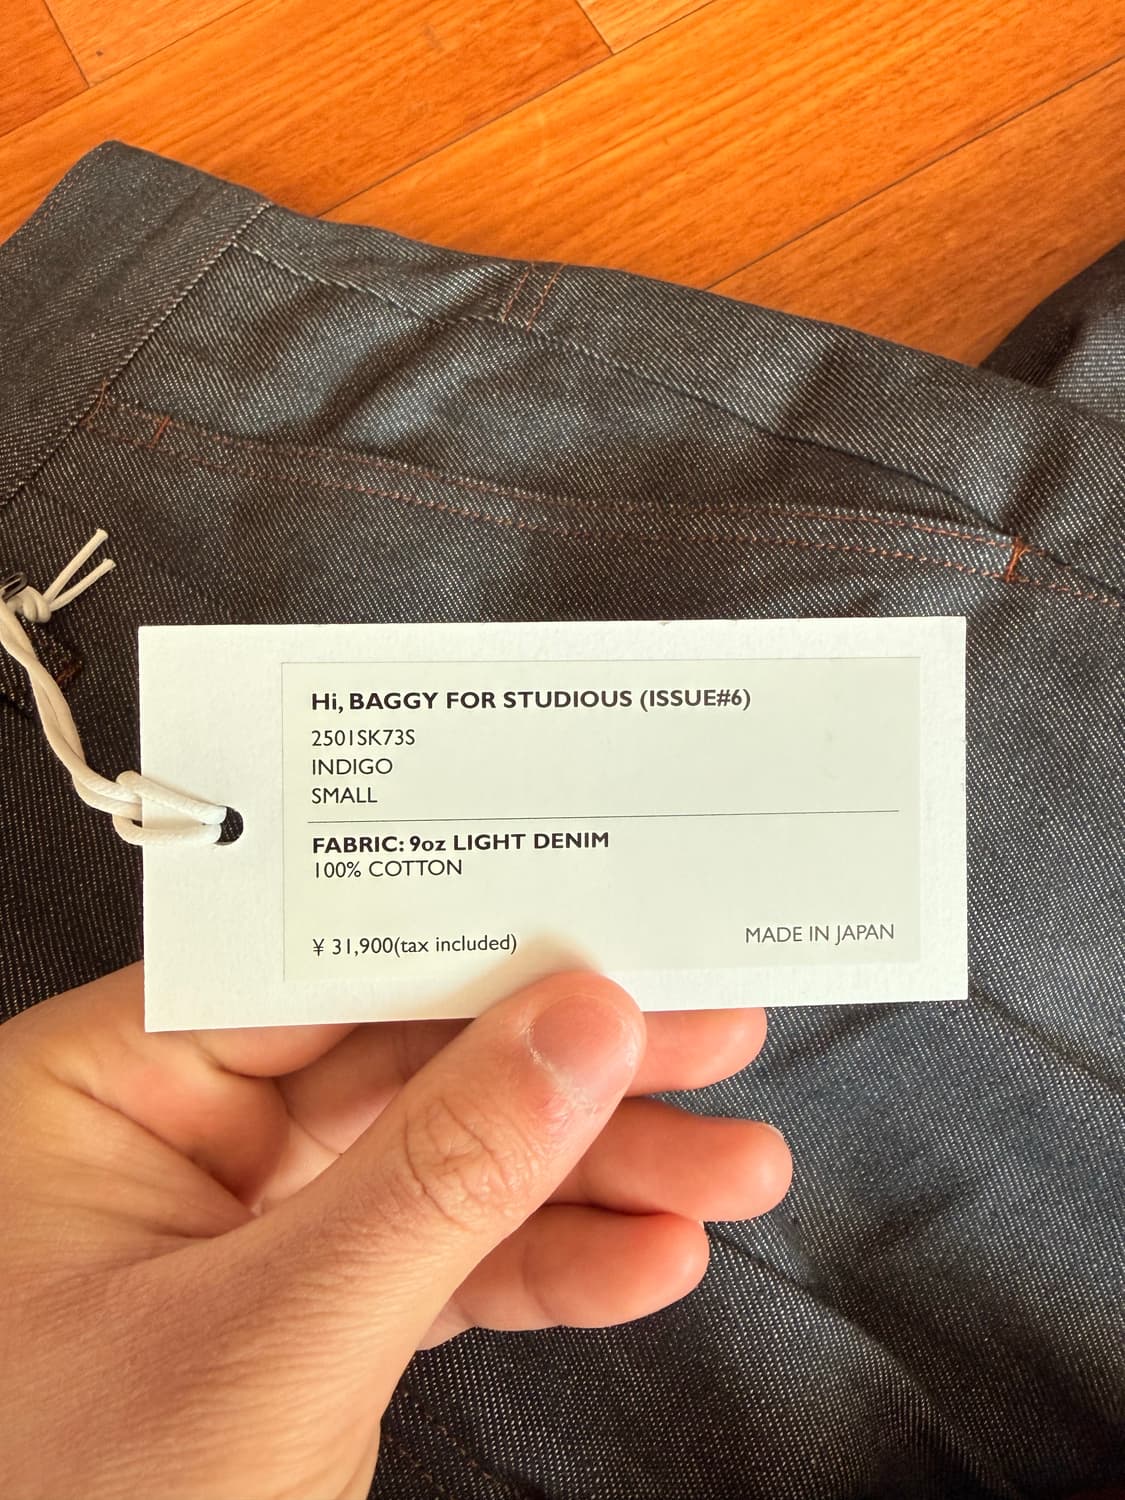 Hi, BAGGY FOR STUDIOUS (ISSUE#6)
2501SK73S
INDIGO
SMALL
FABRIC: 9oz LIGHT DENIM
100% COTTON
¥ 31,900(tax included)
MADE IN JAPAN